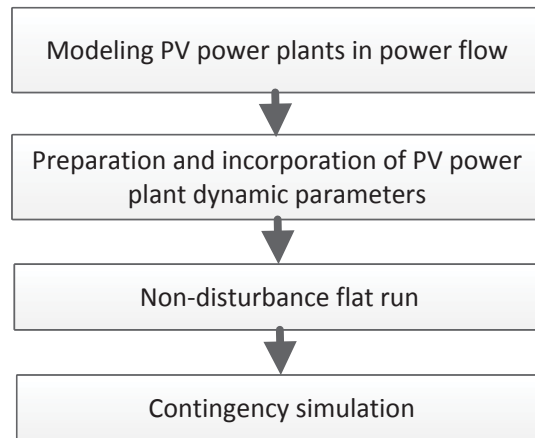 Modeling PV power plants in power flow
Preparation and incorporation of PV power
plant dynamic parameters
Non-disturbance flat run
Contingency simulation